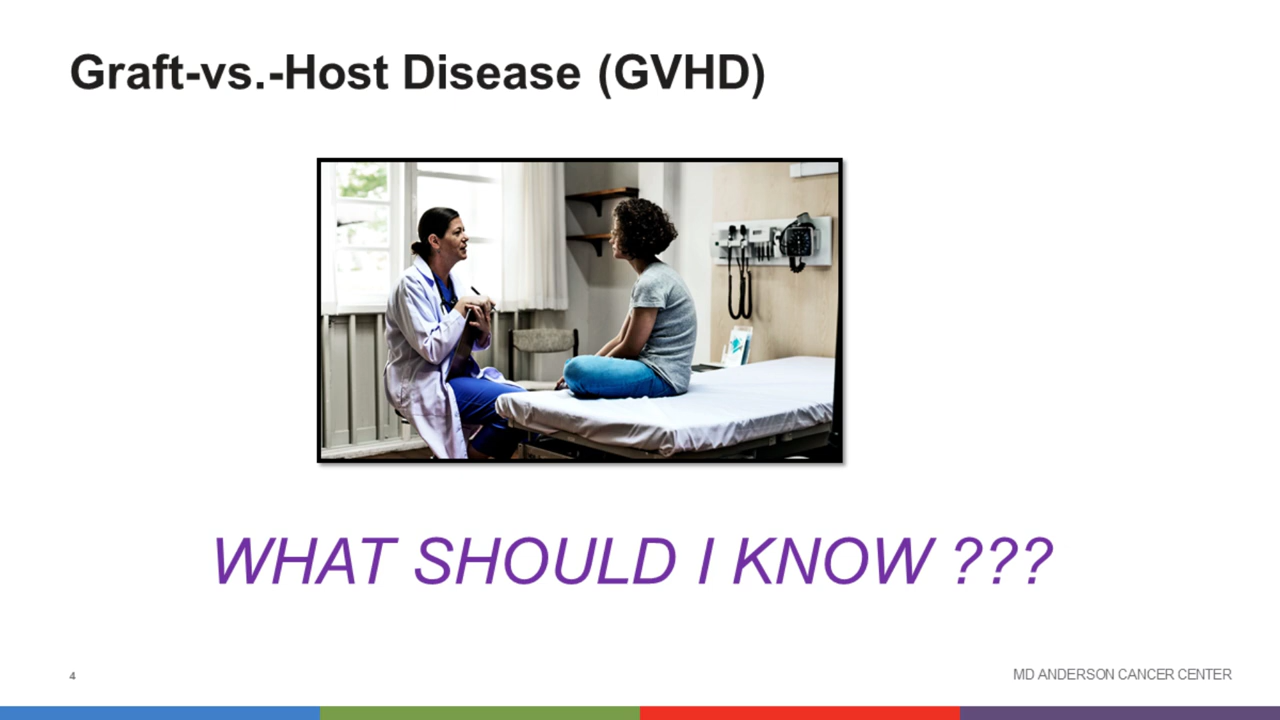 Graft-vs.-Host Disease (GVHD)
WHAT SHOULD I KNOW ???
4
MD ANDERSON CANCER CENTER